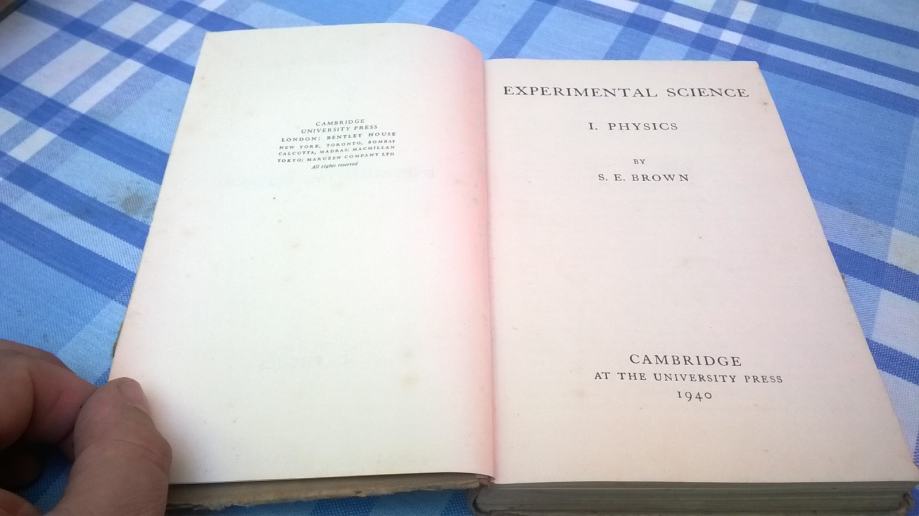 CAMBRIDGE
UNIVERSITY PRESS
LONDON: BENTLEY HOUSE
NEW YORK, TORONTO, BOMBAY
CALCUTTA, MADRAS: MACMILLAN
TOKYO: MARUZEN COMPANY LTD
All rights reserved
EXPERIMENTAL SCIENCE
I. PHYSICS
BY
S. E. BROWN
CAMBRIDGE
AT THE UNIVERSITY PRESS
1940